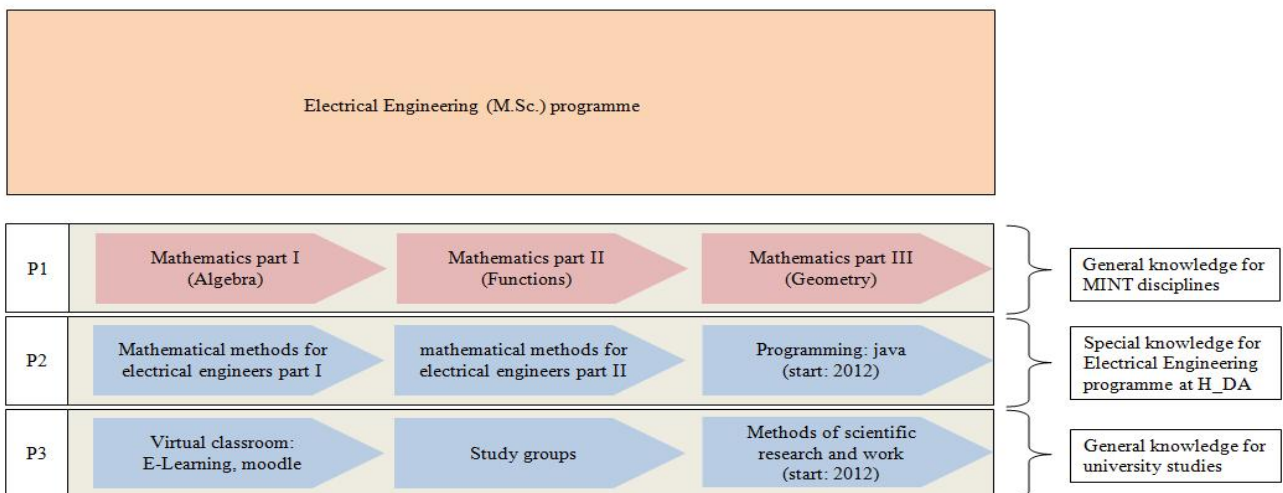 Electrical Engineering (M.Sc.) programme
P1
Mathematics part I
(Algebra)
Mathematics part II
(Functions)
Mathematics part III
(Geometry)
General knowledge for
MINT disciplines
P2
Mathematical methods for
electrical engineers part I
mathematical methods for
electrical engineers part II
Programming: java
(start: 2012)
Special knowledge for
Electrical Engineering
programme at H_DA
P3
Virtual classroom:
E-Learning, moodle
Study groups
Methods of scientific
research and work
(start: 2012)
General knowledge for
university studies